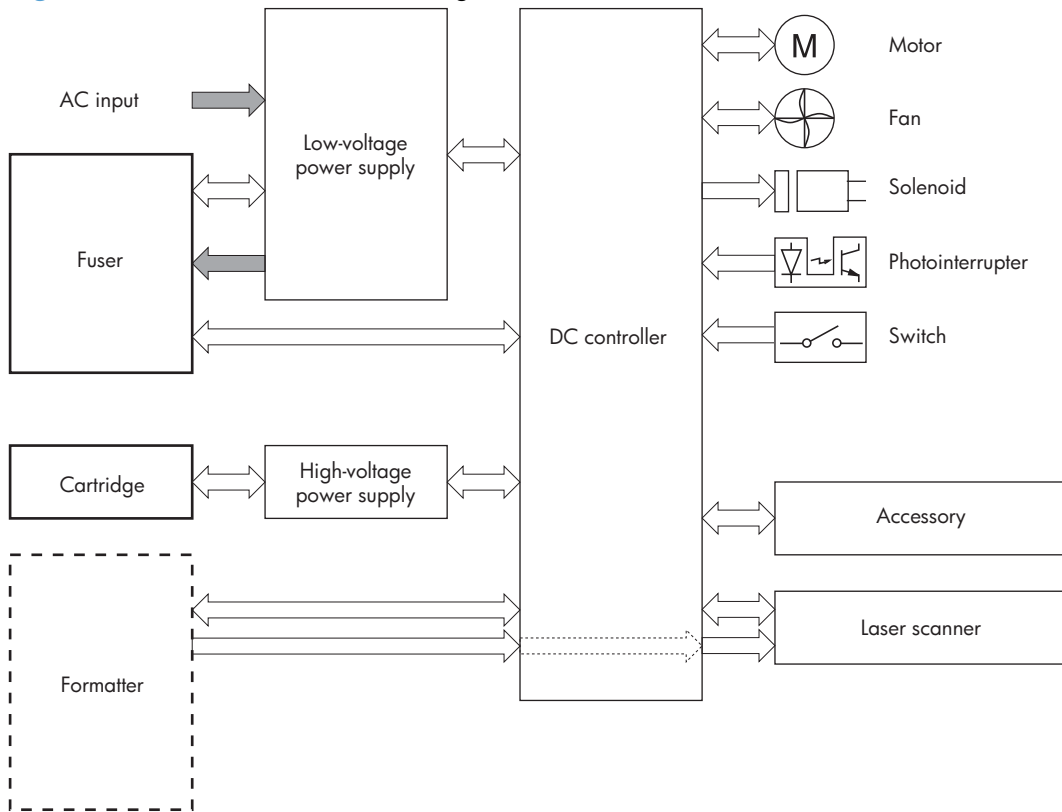 AC input
Low-voltage
power supply
Fuser
DC controller
M
Motor
Fan
Solenoid
Photointerrupter
Switch
Cartridge
High-voltage
power supply
Accessory
Laser scanner
Formatter